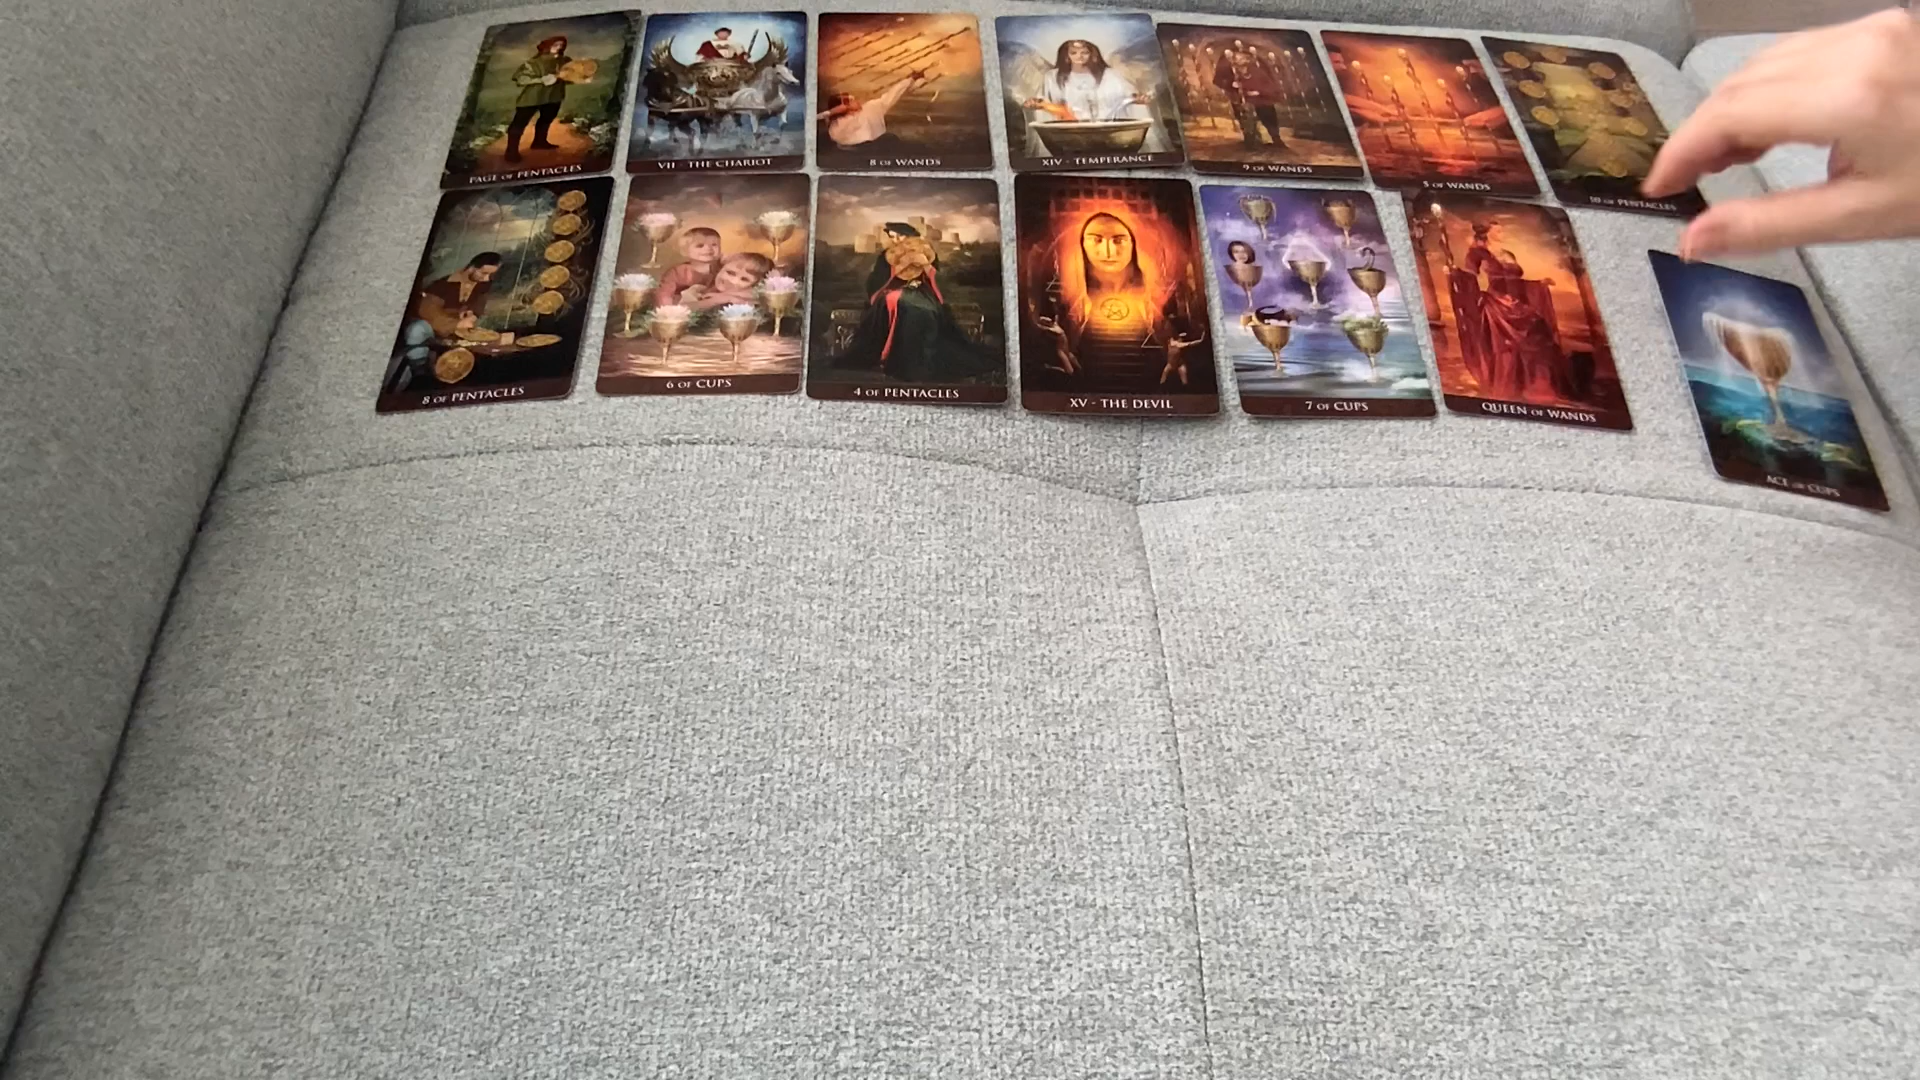 PAGE OF PENTACLES
VII - THE CHARIOT
8 OF WANDS
XIV - TEMPERANCE
9 OF WANDS
5 OF WANDS
10 OF PENTACLES
8 OF PENTACLES
6 OF CUPS
4 OF PENTACLES
XV - THE DEVIL
7 OF CUPS
QUEEN OF WANDS
ACE OF CUPS